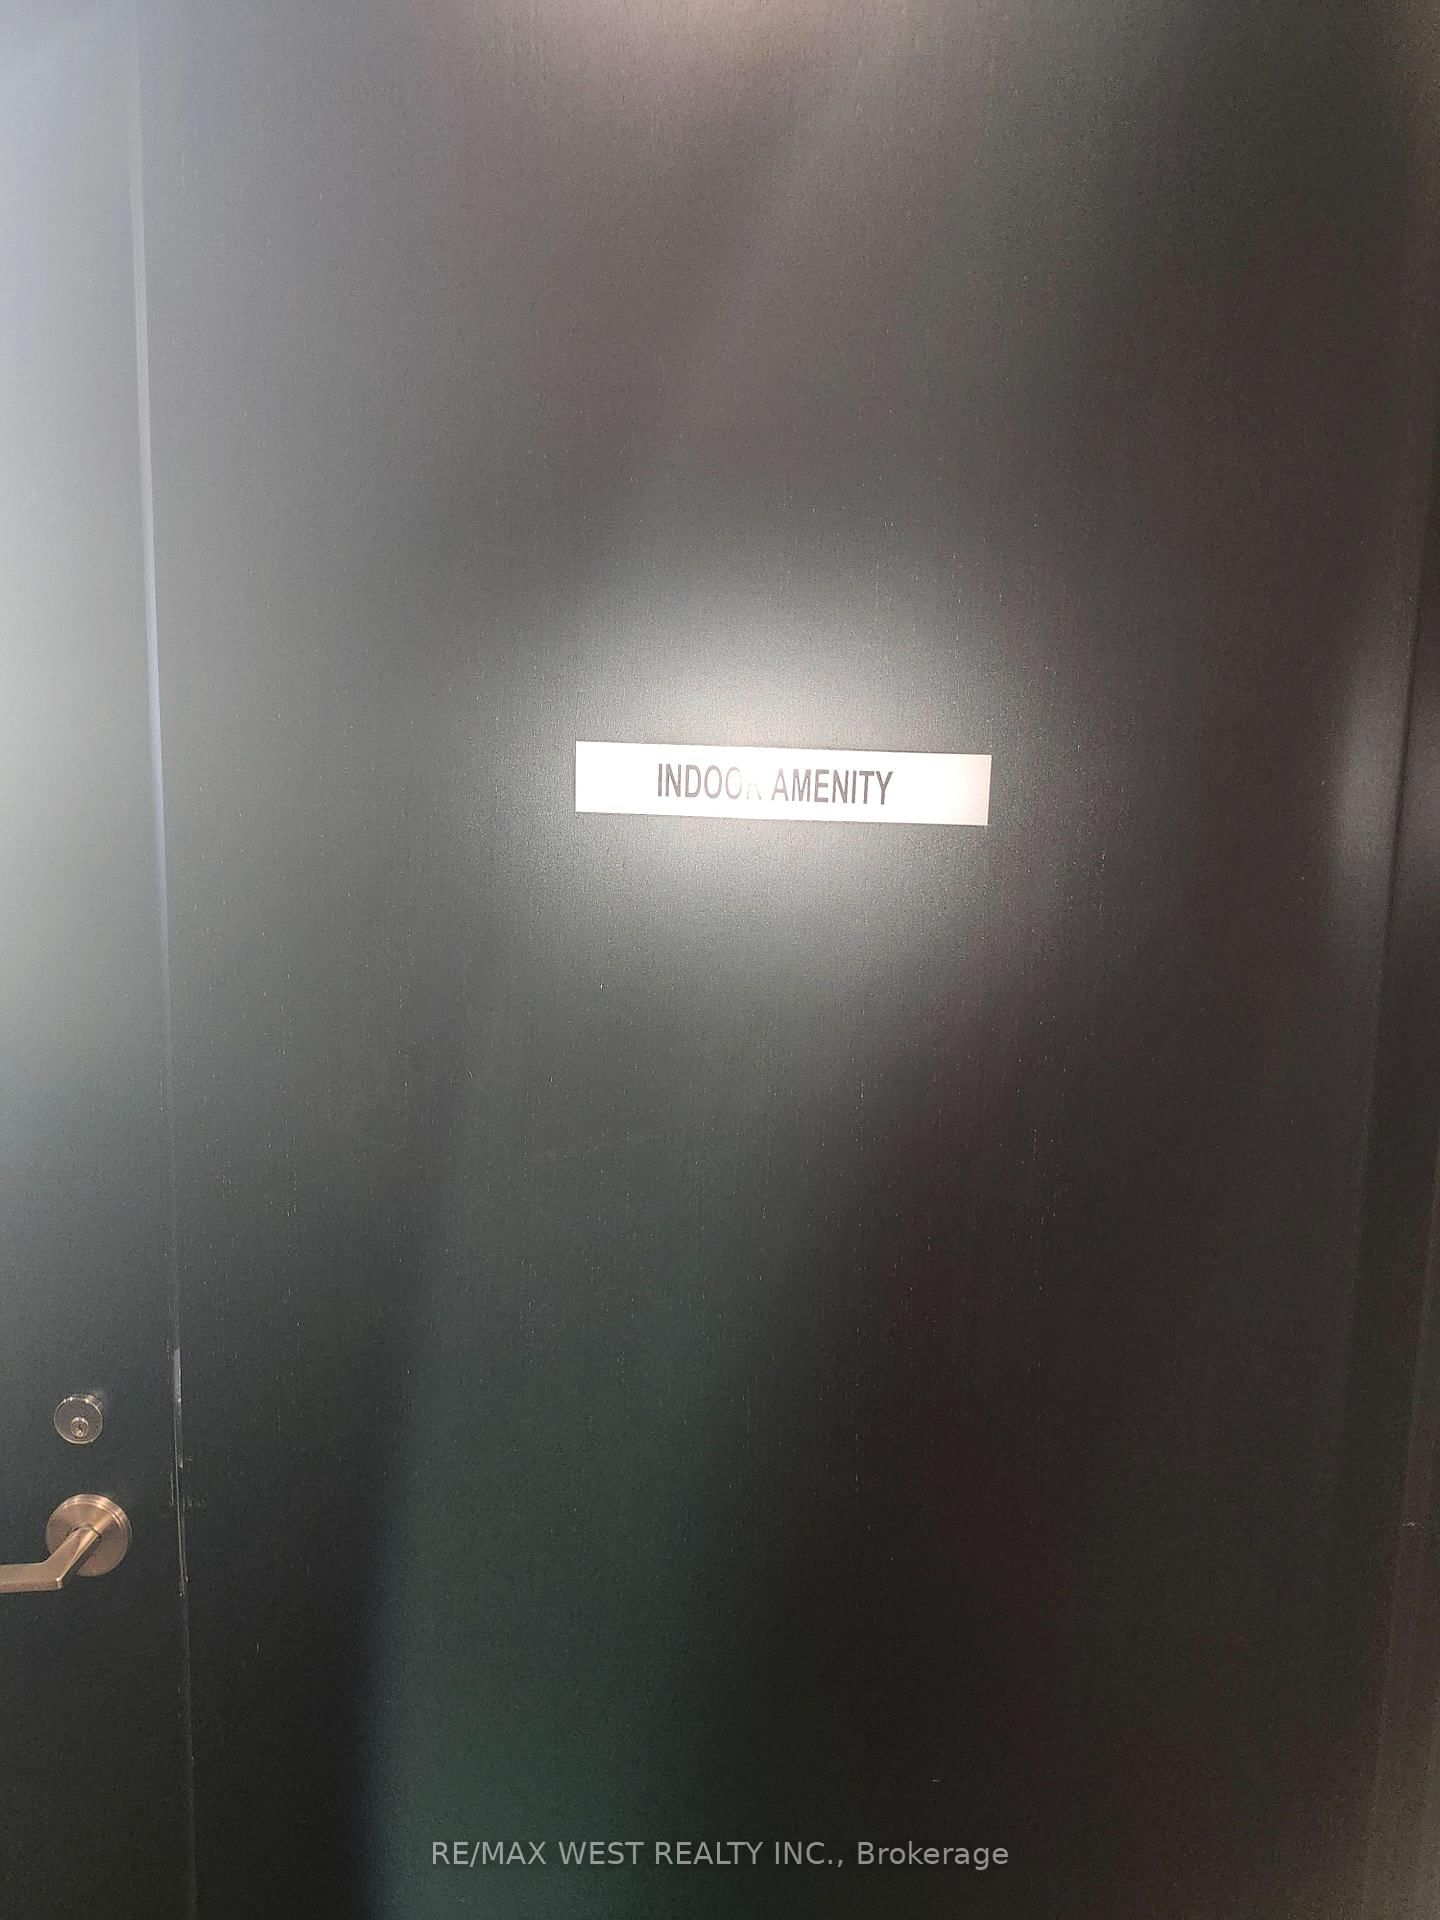 INDOOR AMENITY
RE/MAX WEST REALTY INC., Brokerage